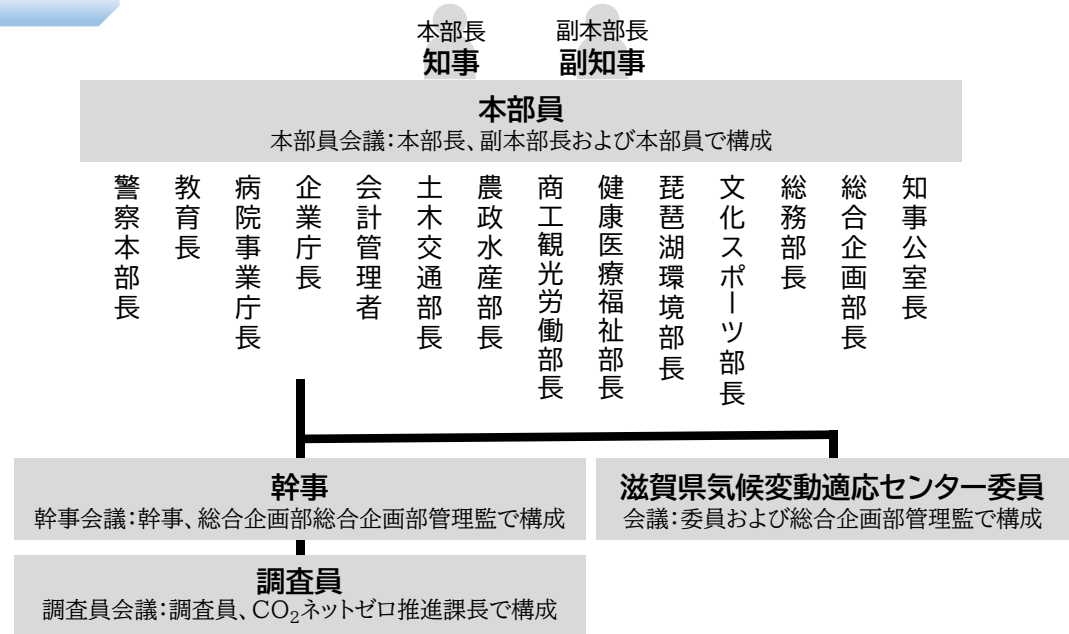 本部長
知事
副本部長
副知事
本部員
本部員会議：本部長、副本部長および本部員で構成
知事公室長
総合企画部長
総務部長
文化スポーツ部長
琵琶湖環境部長
健康医療福祉部長
商工観光労働部長
農政水産部長
土木交通部長
会計管理者
企業庁長
病院事業庁長
教育長
警察本部長
幹事
幹事会議：幹事、総合企画部総合企画部管理監で構成
滋賀県気候変動適応センター委員
会議：委員および総合企画部管理監で構成
調査員
調査員会議：調査員、CO₂ネットゼロ推進課長で構成